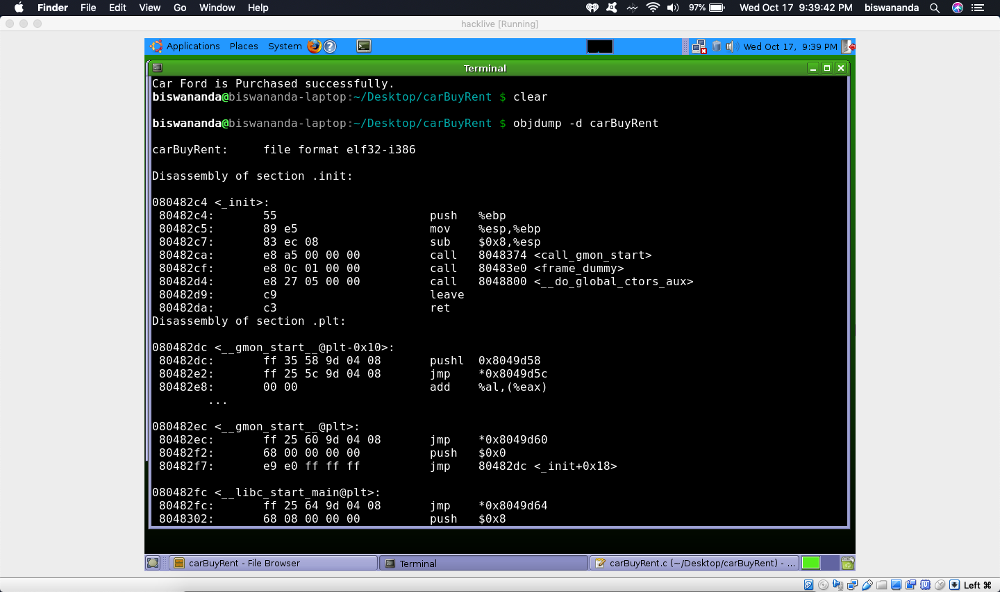 Finder File Edit View Go Window Help 97% Wed Oct 17 9:39:42 PM biswananda
hacklive [Running]
Applications Places System Wed Oct 17, 9:39 PM
Terminal
Car Ford is Purchased successfully.
biswananda@biswananda-laptop:~/Desktop/carBuyRent $ clear
biswananda@biswananda-laptop:~/Desktop/carBuyRent $ objdump -d carBuyRent
carBuyRent:     file format elf32-i386
Disassembly of section .init:
080482c4 <_init>:
 80482c4:       55                      push   %ebp
 80482c5:       89 e5                   mov    %esp,%ebp
 80482c7:       83 ec 08                sub    $0x8,%esp
 80482ca:       e8 a5 00 00 00          call   8048374 <call_gmon_start>
 80482cf:       e8 0c 01 00 00          call   80483e0 <frame_dummy>
 80482d4:       e8 27 05 00 00          call   8048800 <__do_global_ctors_aux>
 80482d9:       c9                      leave
 80482da:       c3                      ret
Disassembly of section .plt:
080482dc <__gmon_start__@plt-0x10>:
 80482dc:       ff 35 58 9d 04 08       pushl  0x8049d58
 80482e2:       ff 25 5c 9d 04 08       jmp    *0x8049d5c
 80482e8:       00 00                   add    %al,(%eax)
        ...
080482ec <__gmon_start__@plt>:
 80482ec:       ff 25 60 9d 04 08       jmp    *0x8049d60
 80482f2:       68 00 00 00 00          push   $0x0
 80482f7:       e9 e0 ff ff ff          jmp    80482dc <_init+0x18>
080482fc <__libc_start_main@plt>:
 80482fc:       ff 25 64 9d 04 08       jmp    *0x8049d64
 8048302:       68 08 00 00 00          push   $0x8
carBuyRent - File Browser Terminal carBuyRent.c (~/Desktop/carBuyRent) - ...
Left ⌘